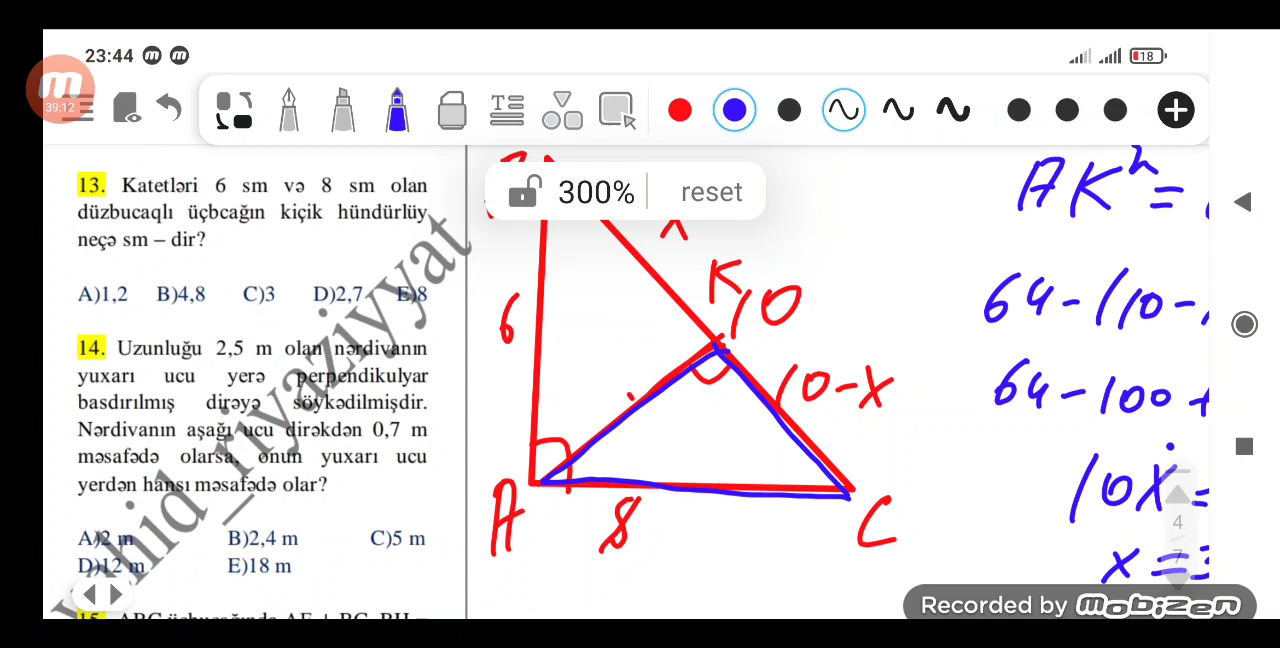 23:44
18
39:12
300% reset
13. Katetləri 6 sm və 8 sm olan
düzbucaqlı üçbcağın kiçik hündürlüy
neçə sm – dir?
A)1,2 B)4,8 C)3 D)2,7 E)8
14. Uzunluğu 2,5 m olan nərdivanın
yuxarı ucu yerə perpendikulyar
basdırılmış dirəyə söykədilmişdir.
Nərdivanın aşağı ucu dirəkdən 0,7 m
məsafədə olarsa, onun yuxarı ucu
yerdən hansı məsafədə olar?
A)2 m B)2,4 m C)5 m
D)12 m E)18 m
6
K
10
10-x
A
8
C
AK² =
64-(10-
64-100+
10x =
x =3
4
7
Recorded by mobizen